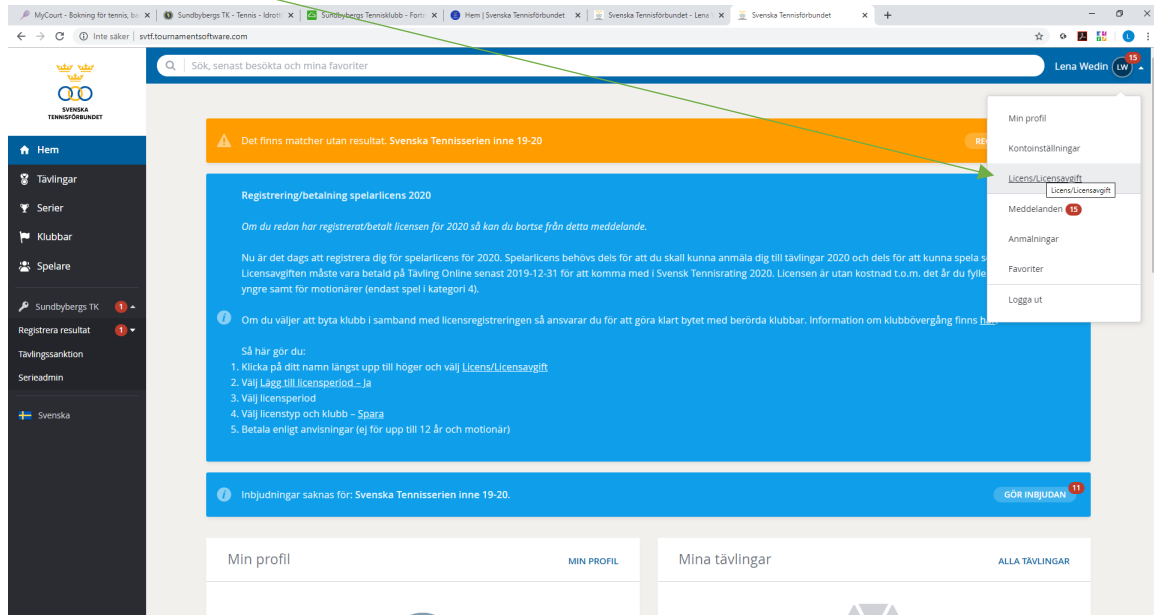 MyCourt - Bokning för tennis, ba
Sundbybergs TK - Tennis - Idrott
Sundbybergs Tennisklubb - Fortn
Hem | Svenska Tennisförbundet
Svenska Tennisförbundet - Lena
Svenska Tennisförbundet
Inte säker
svtf.tournamentsoftware.com
L
SVENSKA
TENNISFÖRBUNDET
Sök, senast besökta och mina favoriter
Lena Wedin
LW
15
Hem
Tävlingar
Serier
Klubbar
Spelare
Sundbybergs TK 1
Registrera resultat 1
Tävlingssanktion
Serieadmin
Svenska
Min profil
Kontoinställningar
Licens/Licensavgift
Licens/Licensavgift
Meddelanden 15
Anmälningar
Favoriter
Logga ut
Det finns matcher utan resultat. Svenska Tennisserien inne 19-20
Registrering/betalning spelarlicens 2020
Om du redan har registrerat/betalt licensen för 2020 så kan du bortse från detta meddelande.
Nu är det dags att registrera dig för spelarlicens för 2020. Spelarlicens behövs dels för att du skall kunna anmäla dig till tävlingar 2020 och dels för att kunna spela s
Licensavgiften måste vara betald på Tävling Online senast 2019-12-31 för att komma med i Svensk Tennisrating 2020. Licensen är utan kostnad t.o.m. det år du fylle
yngre samt för motionärer (endast spel i kategori 4).
Om du väljer att byta klubb i samband med licensregistreringen så ansvarar du för att göra klart bytet med berörda klubbar. Information om klubbövergång finns
Så här gör du:
1. Klicka på ditt namn längst upp till höger och välj Licens/Licensavgift
2. Välj Lägg till licensperiod – Ja
3. Välj licensperiod
4. Välj licenstyp och klubb – Spara
5. Betala enligt anvisningar (ej för upp till 12 år och motionär)
Inbjudningar saknas för: Svenska Tennisserien inne 19-20.
GÖR INBJUDAN 11
Min profil
MIN PROFIL
Mina tävlingar
ALLA TÄVLINGAR